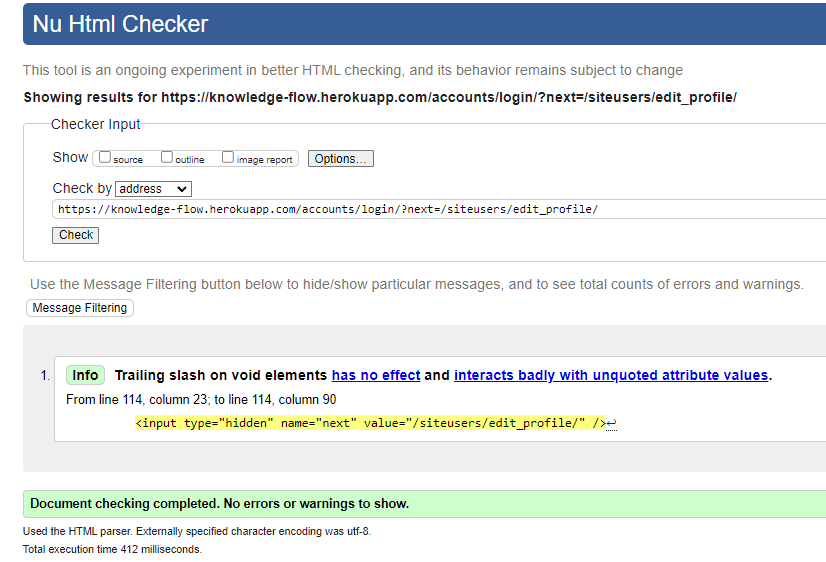 Nu Html Checker
This tool is an ongoing experiment in better HTML checking, and its behavior remains subject to change
Showing results for https://knowledge-flow.herokuapp.com/accounts/login/?next=/siteusers/edit_profile/
Checker Input
Show source outline image report Options...
Check by address
https://knowledge-flow.herokuapp.com/accounts/login/?next=/siteusers/edit_profile/
Check
Use the Message Filtering button below to hide/show particular messages, and to see total counts of errors and warnings.
Message Filtering
1. Info Trailing slash on void elements has no effect and interacts badly with unquoted attribute values.
From line 114, column 23; to line 114, column 90
<input type="hidden" name="next" value="/siteusers/edit_profile/" />↩
Document checking completed. No errors or warnings to show.
Used the HTML parser. Externally specified character encoding was utf-8.
Total execution time 412 milliseconds.